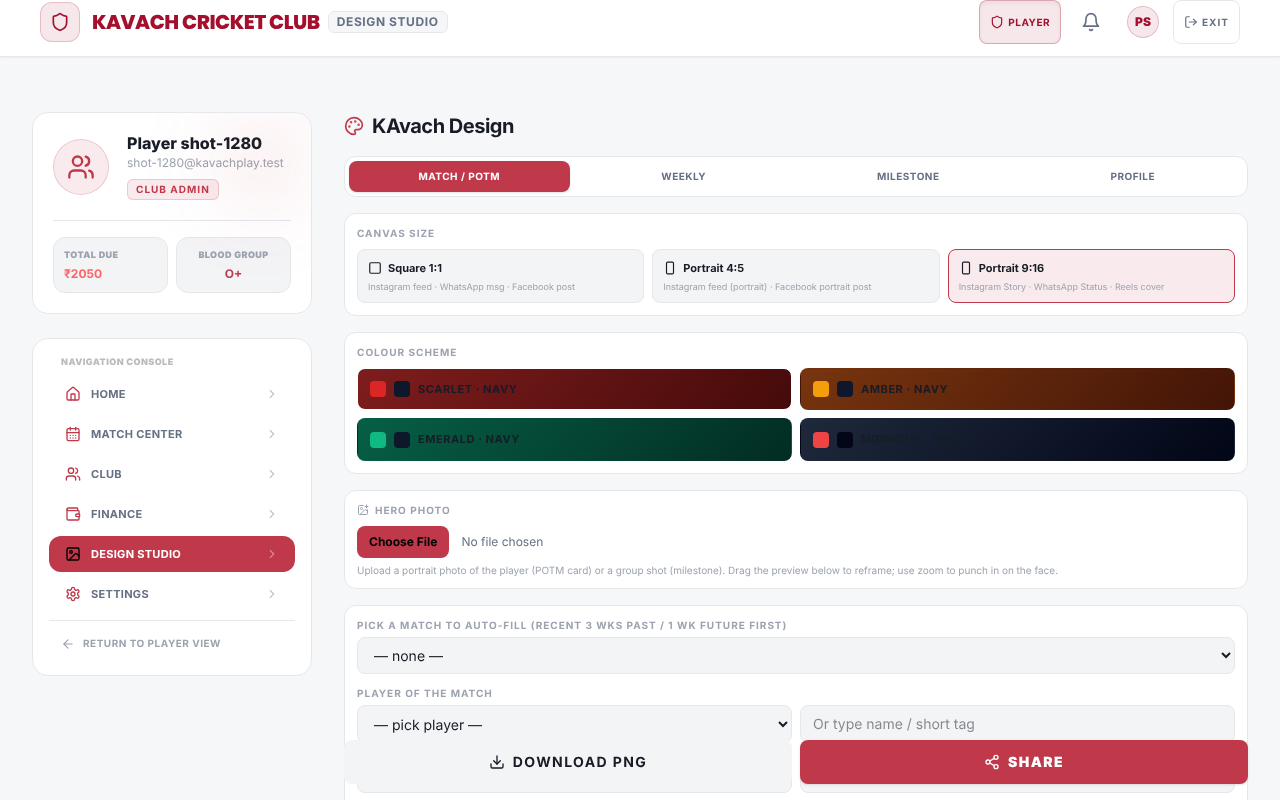 KAVACH CRICKET CLUB
DESIGN STUDIO
PLAYER
PS
EXIT
Player shot-1280
shot-1280@kavachplay.test
CLUB ADMIN
TOTAL DUE
₹2050
BLOOD GROUP
O+
NAVIGATION CONSOLE
HOME
MATCH CENTER
CLUB
FINANCE
DESIGN STUDIO
SETTINGS
RETURN TO PLAYER VIEW
KAvach Design
MATCH / POTM
WEEKLY
MILESTONE
PROFILE
CANVAS SIZE
Square 1:1
Instagram feed · WhatsApp msg · Facebook post
Portrait 4:5
Instagram feed (portrait) · Facebook portrait post
Portrait 9:16
Instagram Story · WhatsApp Status · Reels cover
COLOUR SCHEME
SCARLET · NAVY
AMBER · NAVY
EMERALD · NAVY
HERO PHOTO
Choose File
No file chosen
Upload a portrait photo of the player (POTM card) or a group shot (milestone). Drag the preview below to reframe; use zoom to punch in on the face.
PICK A MATCH TO AUTO-FILL (RECENT 3 WKS PAST / 1 WK FUTURE FIRST)
— none —
PLAYER OF THE MATCH
— pick player —
Or type name / short tag
DOWNLOAD PNG
SHARE